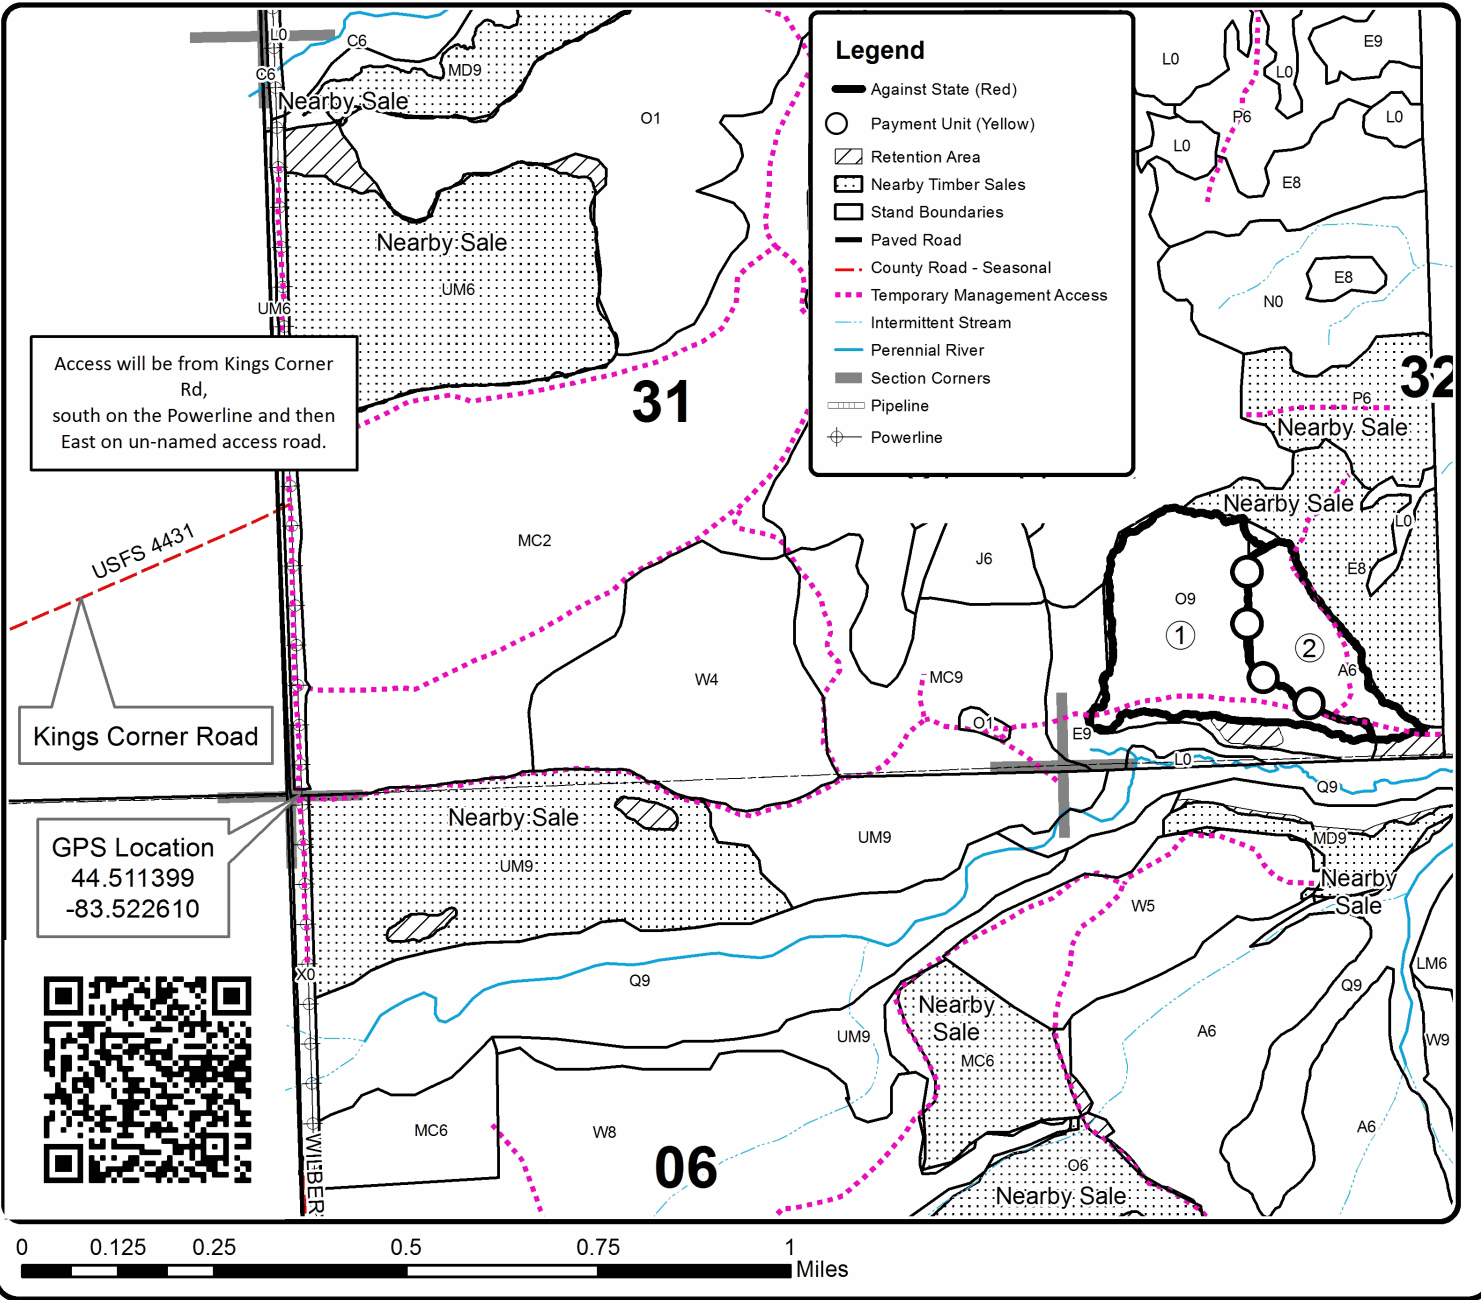 L0
C6
C6
MD9
Nearby Sale
O1
Nearby Sale
UM6
UM6
Legend
Against State (Red)
Payment Unit (Yellow)
Retention Area
Nearby Timber Sales
Stand Boundaries
Paved Road
County Road - Seasonal
Temporary Management Access
Intermittent Stream
Perennial River
Section Corners
Pipeline
Powerline
L0
L0
E9
P6
L0
L0
E8
E8
N0
32
P6
Nearby Sale
Nearby Sale
L0
E8
Access will be from Kings Corner
Rd,
south on the Powerline and then
East on un-named access road.
31
USFS 4431
MC2
J6
O9
1
2
A6
W4
MC9
O1
E9
L0
Kings Corner Road
Q9
GPS Location
44.511399
-83.522610
Nearby Sale
UM9
UM9
MD9
Nearby
Sale
W5
X0
Q9
Nearby
Sale
MC6
UM9
A6
Q9
LM6
W9
MC6
W8
A6
06
O6
Nearby Sale
WILBER
0
0.125
0.25
0.5
0.75
1
Miles